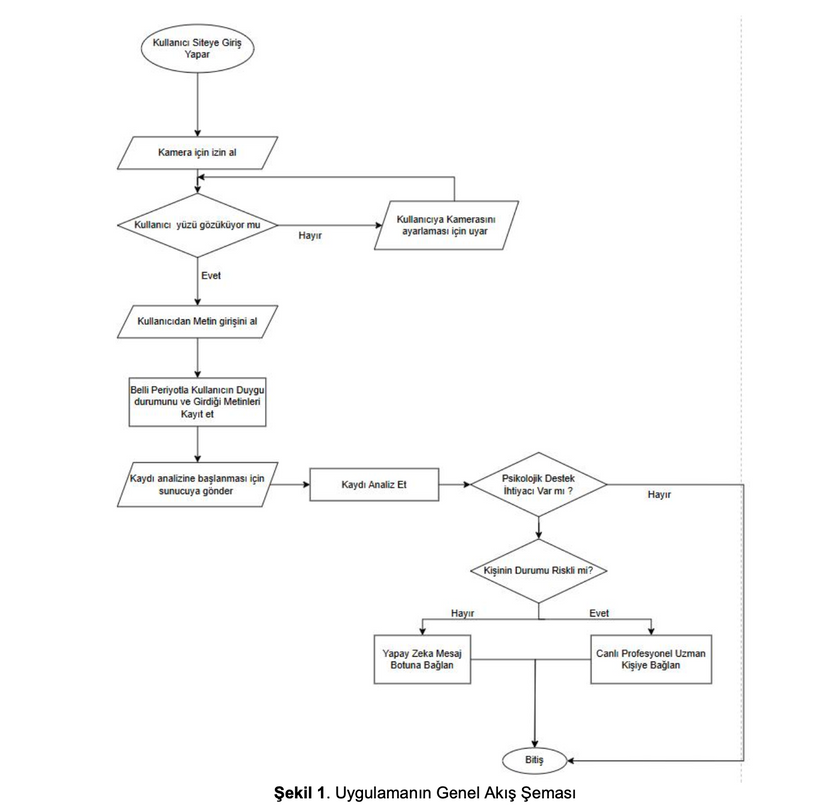 Kullanıcı Siteye Giriş
Yapar
Kamera için izin al
Kullanıcı yüzü gözüküyor mu
Hayır
Kullanıcıya Kamerasını
ayarlaması için uyar
Evet
Kullanıcıdan Metin girişini al
Belli Periyotla Kullanıcın Duygu
durumunu ve Girdiği Metinleri
Kayıt et
Kaydı analizine başlanması için
sunucuya gönder
Kaydı Analiz Et
Psikolojik Destek
İhtiyacı Var mı ?
Hayır
Kişinin Durumu Riskli mi?
Hayır
Evet
Yapay Zeka Mesaj
Botuna Bağlan
Canlı Profesyonel Uzman
Kişiye Bağlan
Bitiş
Şekil 1. Uygulamanın Genel Akış Şeması